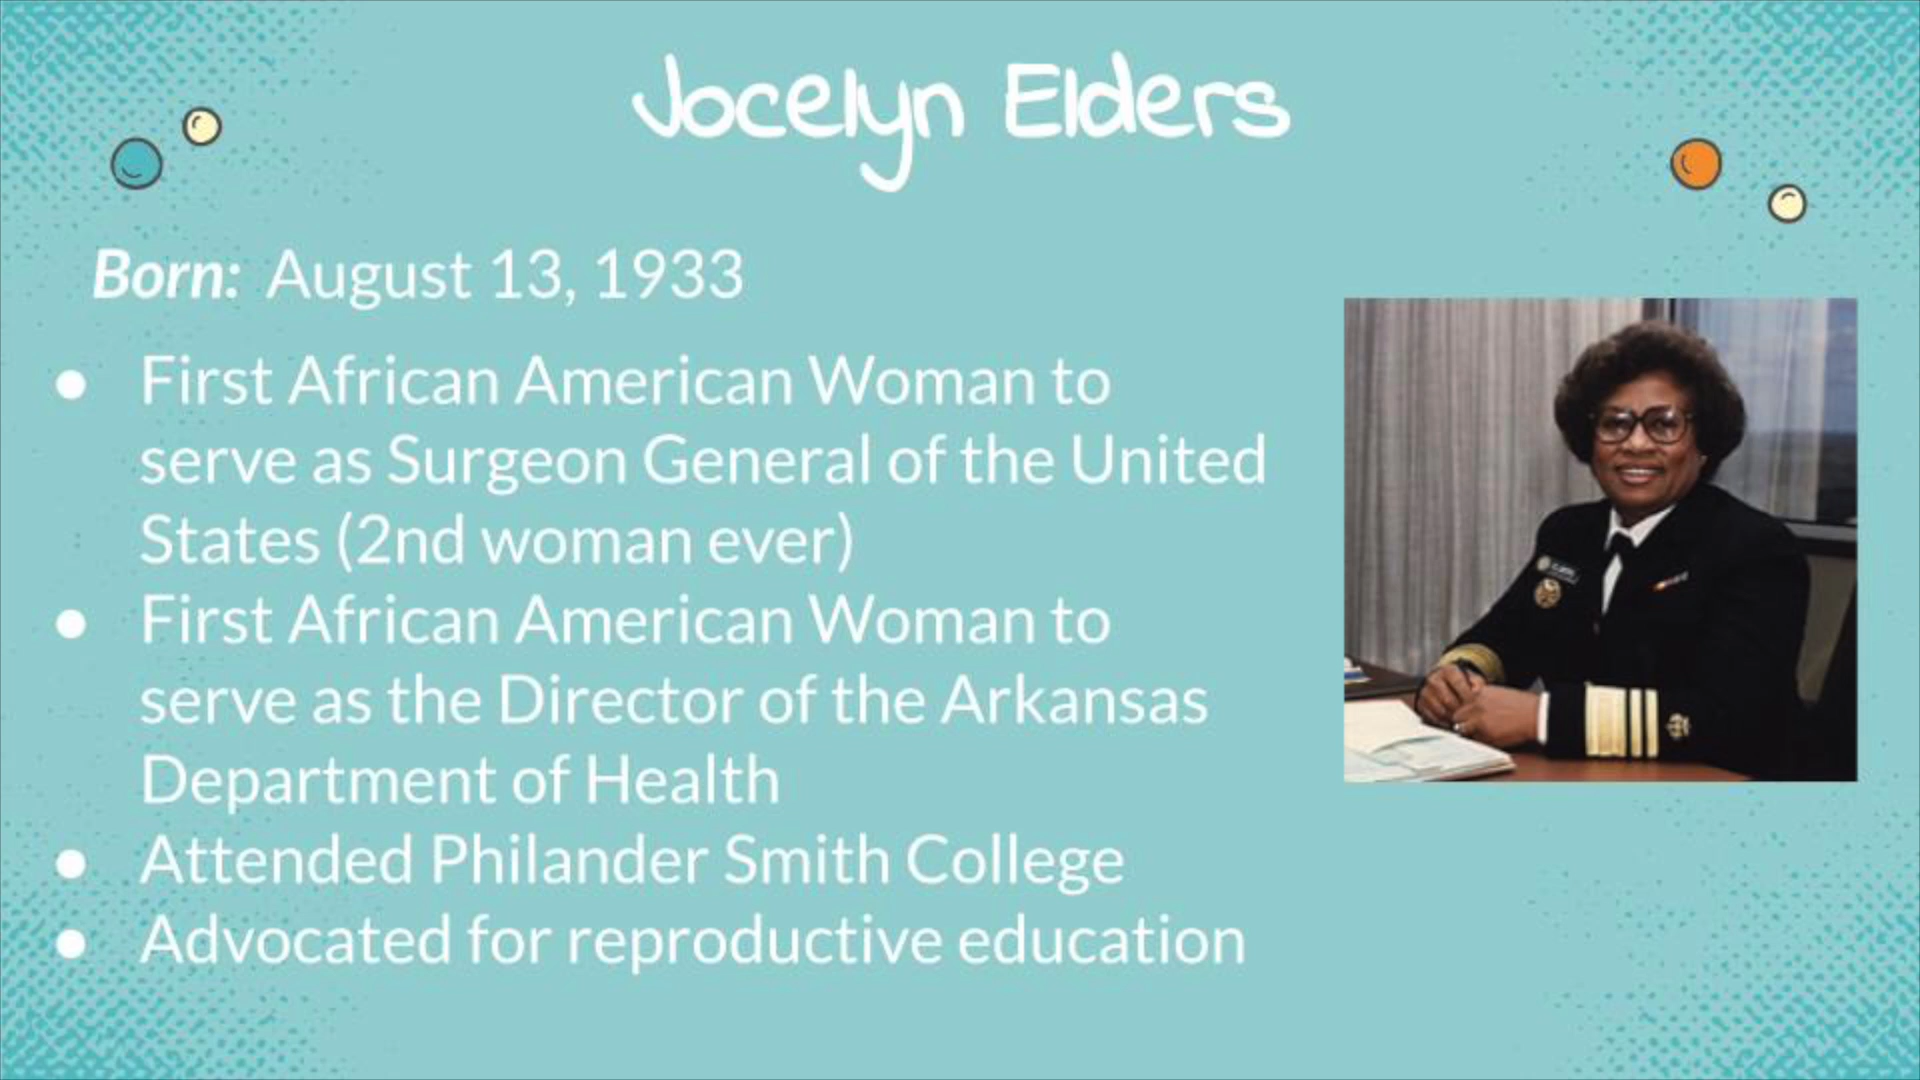 Jocelyn Elders
Born: August 13, 1933
● First African American Woman to
serve as Surgeon General of the United
States (2nd woman ever)
● First African American Woman to
serve as the Director of the Arkansas
Department of Health
● Attended Philander Smith College
● Advocated for reproductive education